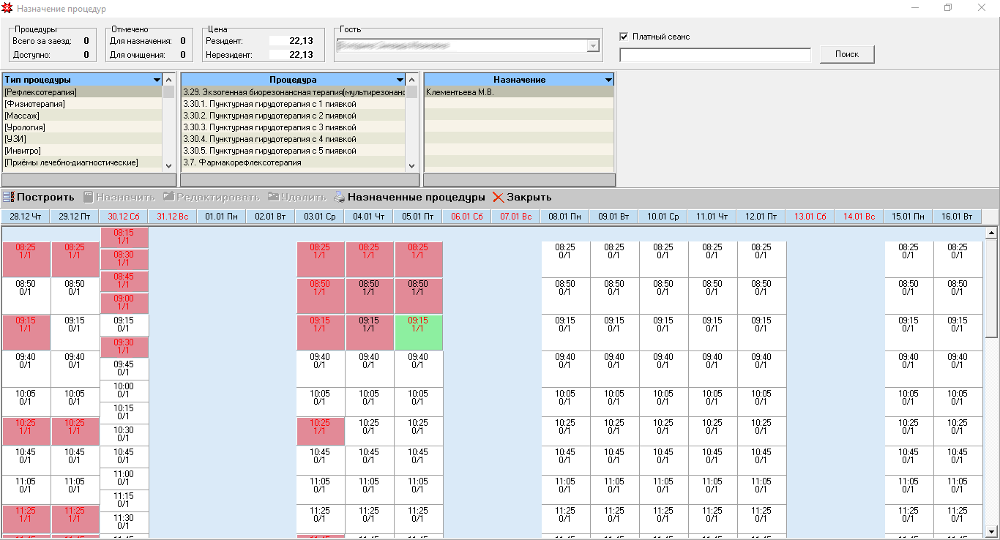 Назначение процедур
Процедуры
Всего за заезд: 0
Доступно: 0
Отмечено
Для назначения: 0
Для очищения: 0
Цена
Резидент: 22,13
Нерезидент: 22,13
Гость
Платный сеанс
Поиск
Тип процедуры
[Рефлексотерапия]
[Физиотерапия]
[Массаж]
[Урология]
[УЗИ]
[Инвитро]
[Приёмы лечебно-диагностические]
Процедура
3.29. Экзогенная биорезонансная терапия(мультирезонанс
3.30.1. Пунктурная гирудотерапия с 1 пиявкой
3.30.2. Пунктурная гирудотерапия с 2 пиявкой
3.30.3. Пунктурная гирудотерапия с 3 пиявкой
3.30.4. Пунктурная гирудотерапия с 4 пиявкой
3.30.5. Пунктурная гирудотерапия с 5 пиявкой
3.7. Фармакорефлексотерапия
Назначение
Клементьева М.В.
Построить Назначить Редактировать Удалить Назначенные процедуры Закрыть
28.12 Чт 29.12 Пт 30.12 Сб 31.12 Вс 01.01 Пн 02.01 Вт 03.01 Ср 04.01 Чт 05.01 Пт 06.01 Сб 07.01 Вс 08.01 Пн 09.01 Вт 10.01 Ср 11.01 Чт 12.01 Пт 13.01 Сб 14.01 Вс 15.01 Пн 16.01 Вт
08:15
1/1
08:25 08:25 08:25 08:25 08:25 08:25 08:25 08:25 08:25 08:25 08:25 08:25
1/1 1/1 1/1 1/1 1/1 0/1 0/1 0/1 0/1 0/1 0/1 0/1
08:30
1/1
08:45
1/1
08:50 08:50 08:50 08:50 08:50 08:50 08:50 08:50 08:50 08:50 08:50 08:50
0/1 0/1 1/1 1/1 1/1 0/1 0/1 0/1 0/1 0/1 0/1 0/1
09:00
1/1
09:15 09:15 09:15 09:15 09:15 09:15 09:15 09:15 09:15 09:15 09:15 09:15 09:15
1/1 0/1 0/1 1/1 1/1 1/1 0/1 0/1 0/1 0/1 0/1 0/1 0/1
09:30
1/1
09:40 09:40 09:40 09:40 09:40 09:40 09:40 09:40 09:40 09:40 09:40 09:40
0/1 0/1 0/1 0/1 0/1 0/1 0/1 0/1 0/1 0/1 0/1 0/1
09:45
0/1
10:00
0/1
10:05 10:05 10:05 10:05 10:05 10:05 10:05 10:05 10:05 10:05 10:05 10:05
0/1 0/1 0/1 0/1 0/1 0/1 0/1 0/1 0/1 0/1 0/1 0/1
10:15
0/1
10:25 10:25 10:25 10:25 10:25 10:25 10:25 10:25 10:25 10:25 10:25 10:25
1/1 1/1 1/1 0/1 0/1 0/1 0/1 0/1 0/1 0/1 0/1 0/1
10:30
0/1
10:45 10:45 10:45 10:45 10:45 10:45 10:45 10:45 10:45 10:45 10:45 10:45 10:45
0/1 0/1 0/1 0/1 0/1 0/1 0/1 0/1 0/1 0/1 0/1 0/1 0/1
11:00
0/1
11:05 11:05 11:05 11:05 11:05 11:05 11:05 11:05 11:05 11:05 11:05 11:05
0/1 0/1 0/1 0/1 0/1 0/1 0/1 0/1 0/1 0/1 0/1 0/1
11:15
0/1
11:25 11:25 11:25 11:25 11:25 11:25 11:25 11:25 11:25 11:25 11:25 11:25
1/1 1/1 0/1 0/1 0/1 0/1 0/1 0/1 0/1 0/1 0/1 0/1
11:30
0/1